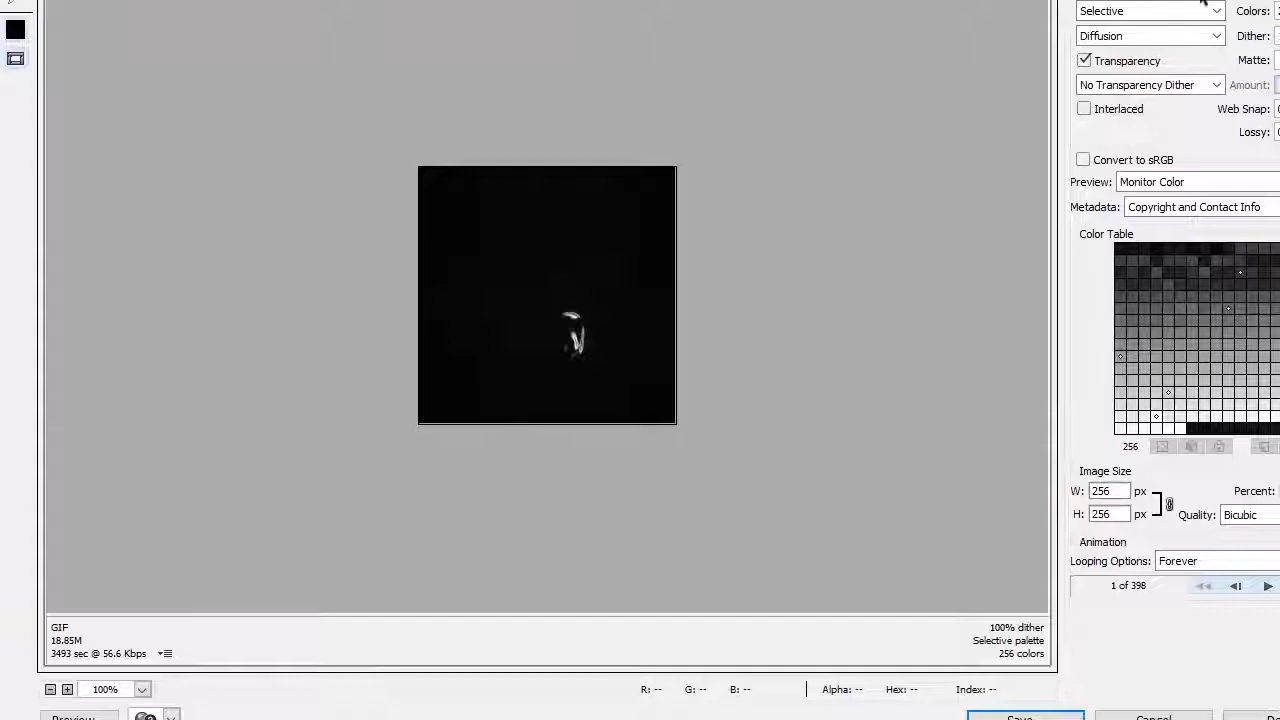 Selective Colors: 2
Diffusion Dither:
Transparency Matte:
No Transparency Dither Amount:
Interlaced Web Snap:
Lossy:
Convert to sRGB
Preview: Monitor Color
Metadata: Copyright and Contact Info
Color Table
256
Image Size
W: 256 px Percent:
H: 256 px Quality: Bicubic
Animation
Looping Options: Forever
1 of 398
GIF 100% dither
18.85M Selective palette
3493 sec @ 56.6 Kbps 256 colors
100% R: -- G: -- B: -- Alpha: -- Hex: -- Index: --
Preview... Save... Cancel